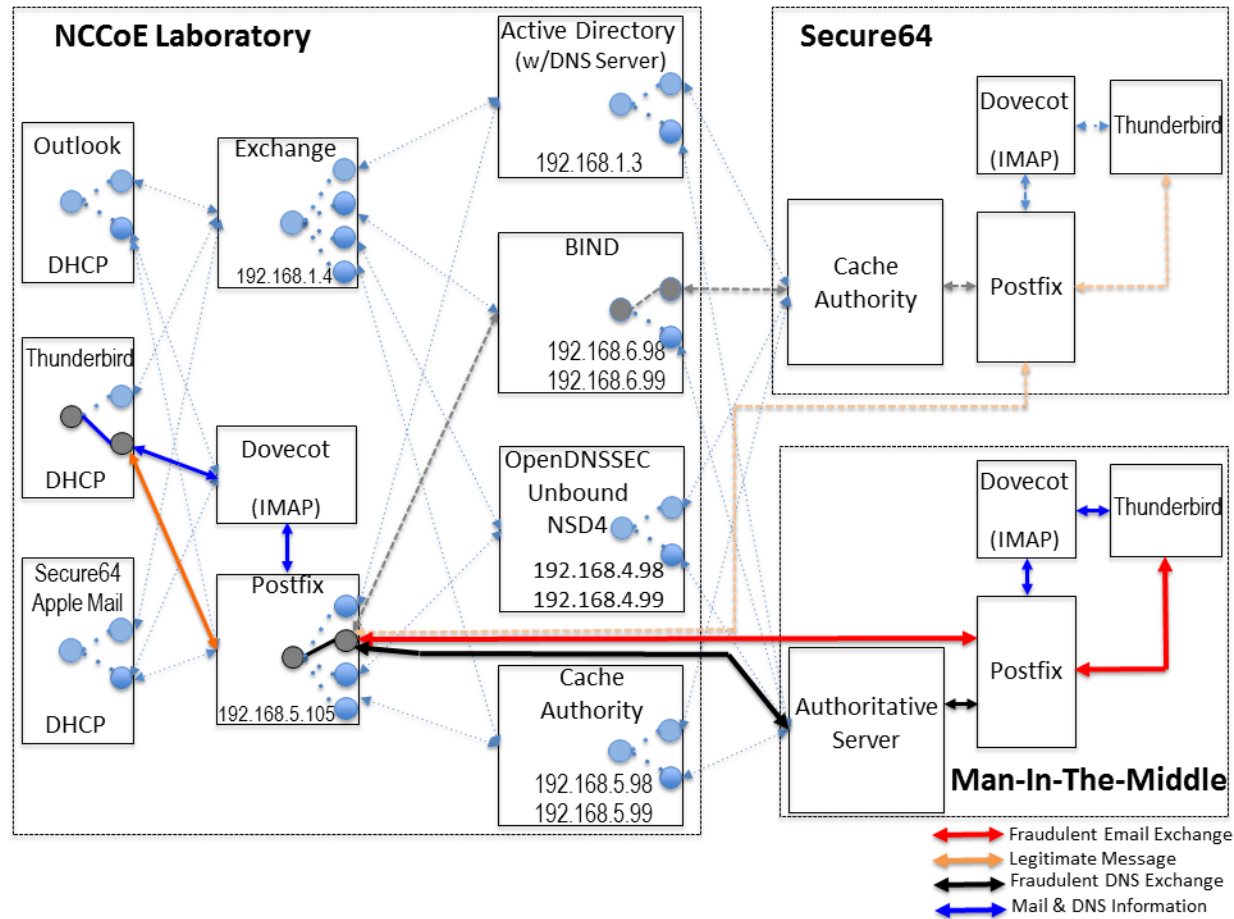 NCCoE Laboratory
Outlook
DHCP
Thunderbird
DHCP
Secure64
Apple Mail
DHCP
Exchange
192.168.1.4
Dovecot
(IMAP)
Postfix
192.168.5.105
Active Directory
(w/DNS Server)
192.168.1.3
BIND
192.168.6.98
192.168.6.99
OpenDNSSEC
Unbound
NSD4
192.168.4.98
192.168.4.99
Cache
Authority
192.168.5.98
192.168.5.99
Secure64
Dovecot
(IMAP)
Thunderbird
Cache
Authority
Postfix
Dovecot
(IMAP)
Thunderbird
Authoritative
Server
Postfix
Man-In-The-Middle
Fraudulent Email Exchange
Legitimate Message
Fraudulent DNS Exchange
Mail & DNS Information